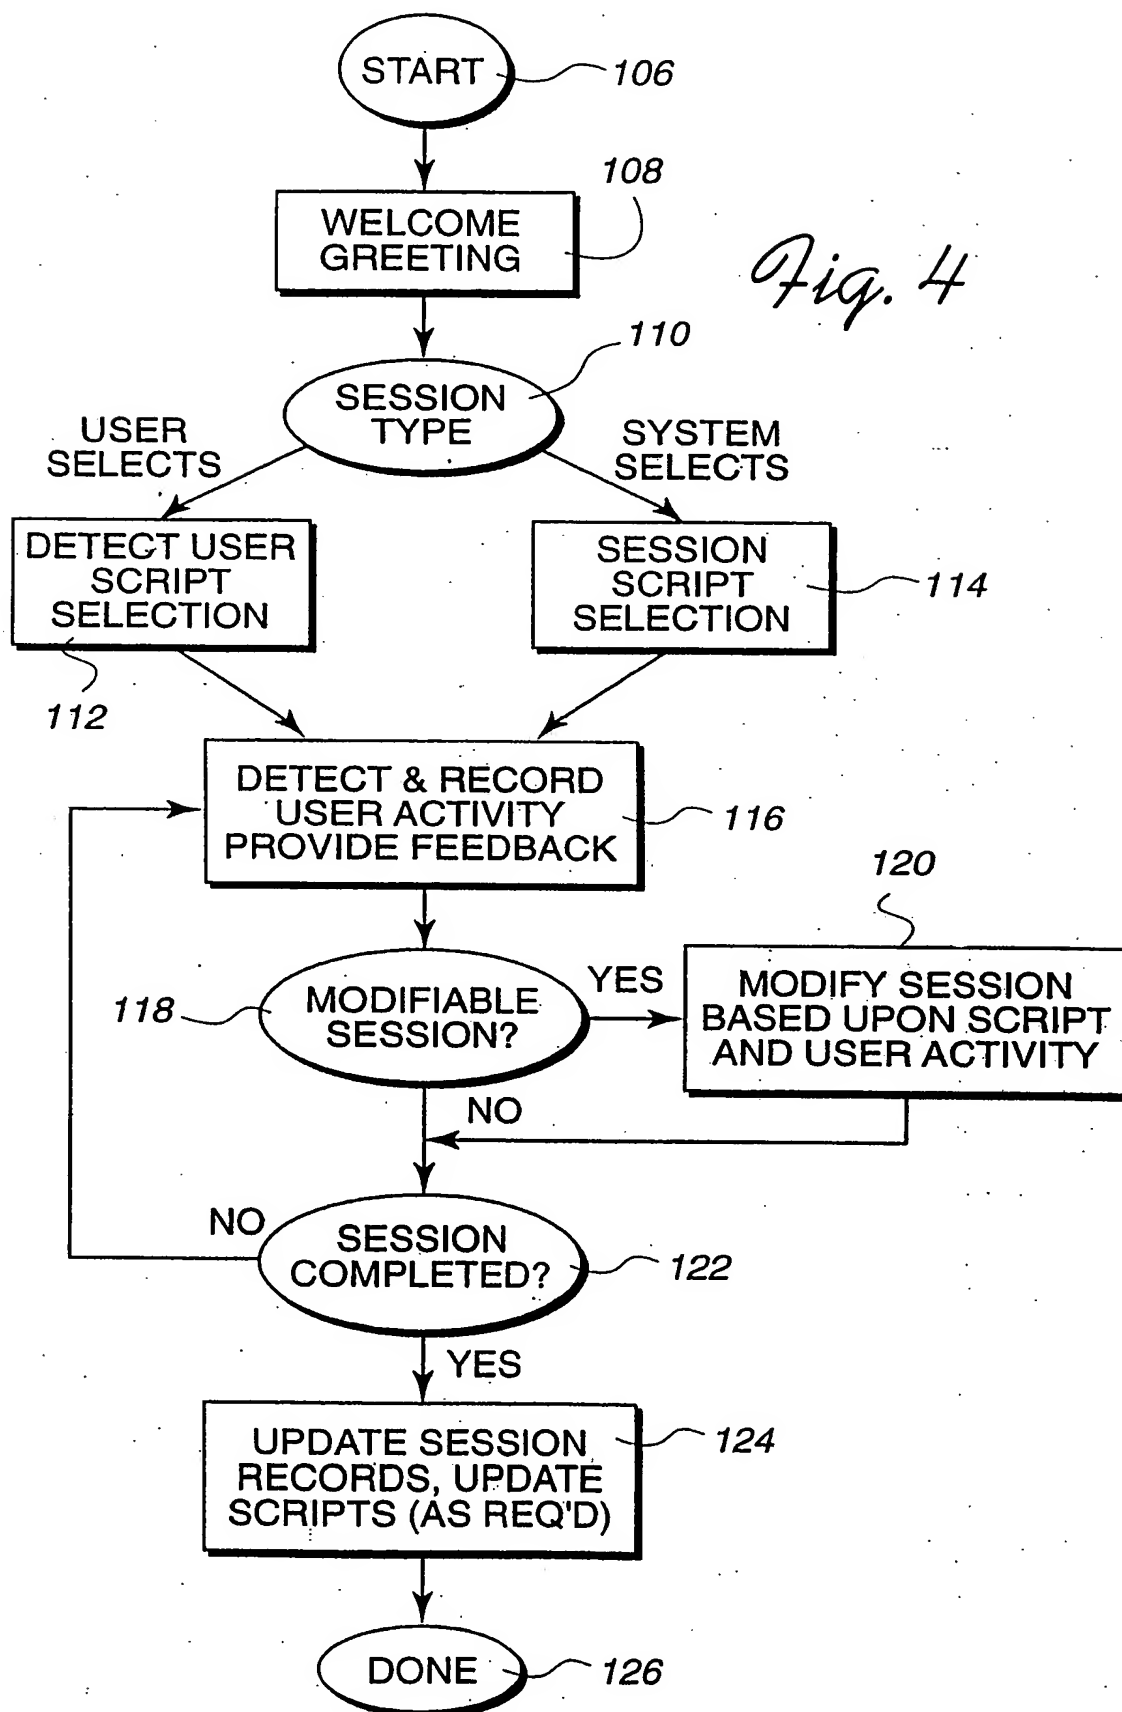 START
106
108
WELCOME
GREETING
Fig. 4
110
SESSION
TYPE
USER
SELECTS
SYSTEM
SELECTS
DETECT USER
SCRIPT
SELECTION
112
SESSION
SCRIPT
SELECTION
114
DETECT & RECORD
USER ACTIVITY
PROVIDE FEEDBACK
116
120
118
MODIFIABLE
SESSION?
YES
MODIFY SESSION
BASED UPON SCRIPT
AND USER ACTIVITY
NO
NO
SESSION
COMPLETED?
122
YES
UPDATE SESSION
RECORDS, UPDATE
SCRIPTS (AS REQ'D)
124
DONE
126